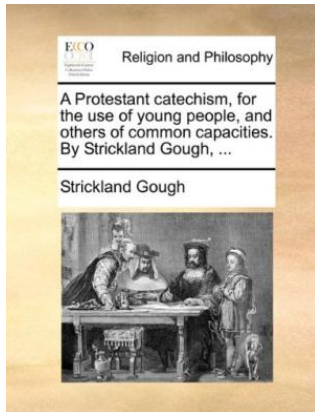 ECCO
Religion and Philosophy
A Protestant catechism, for
the use of young people, and
others of common capacities.
By Strickland Gough, ...
Strickland Gough